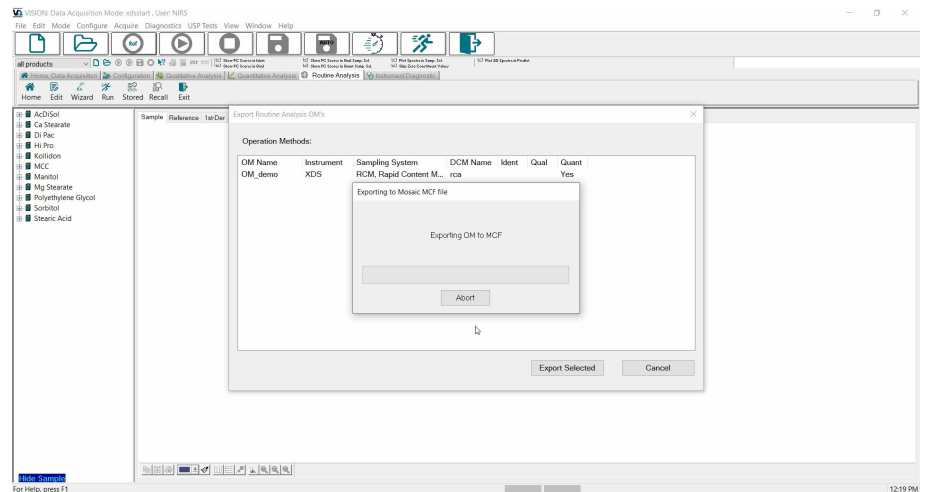 VISION: Data Acquisition Mode: xdsstart , User: NIRS
File Edit Mode Configure Acquire Diagnostics USP Tests View Window Help
Ref AUTO
all products
Home, Data Acquisition Configuration Qualitative Analysis Quantitative Analysis Routine Analysis Instrument Diagnostic
Home Edit Wizard Run Stored Recall Exit
AcDiSol
Ca Stearate
Di Pac
Hi Pro
Kollidon
MCC
Manitol
Mg Stearate
Polyethylene Glycol
Sorbitol
Stearic Acid
Sample Reference 1stDer
Export Routine Analysis OM's
Operation Methods:
OM Name Instrument Sampling System DCM Name Ident Qual Quant
OM_demo XDS RCM, Rapid Content M... rca Yes
Exporting to Mosaic MCF file
Exporting OM to MCF
Abort
Export Selected Cancel
Hide Sample
For Help, press F1
12:19 PM